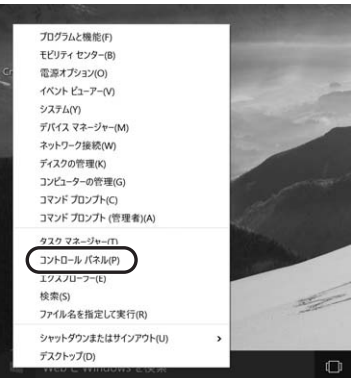 プログラムと機能(F)
モビリティ センター(B)
電源オプション(O)
イベント ビューアー(V)
システム(Y)
デバイス マネージャー(M)
ネットワーク接続(W)
ディスクの管理(K)
コンピューターの管理(G)
コマンド プロンプト(C)
コマンド プロンプト (管理者)(A)
タスク マネージャー(T)
コントロール パネル(P)
エクスプローラー(E)
検索(S)
ファイル名を指定して実行(R)
シャットダウンまたはサインアウト(U)
デスクトップ(D)
Web と Windows を検索